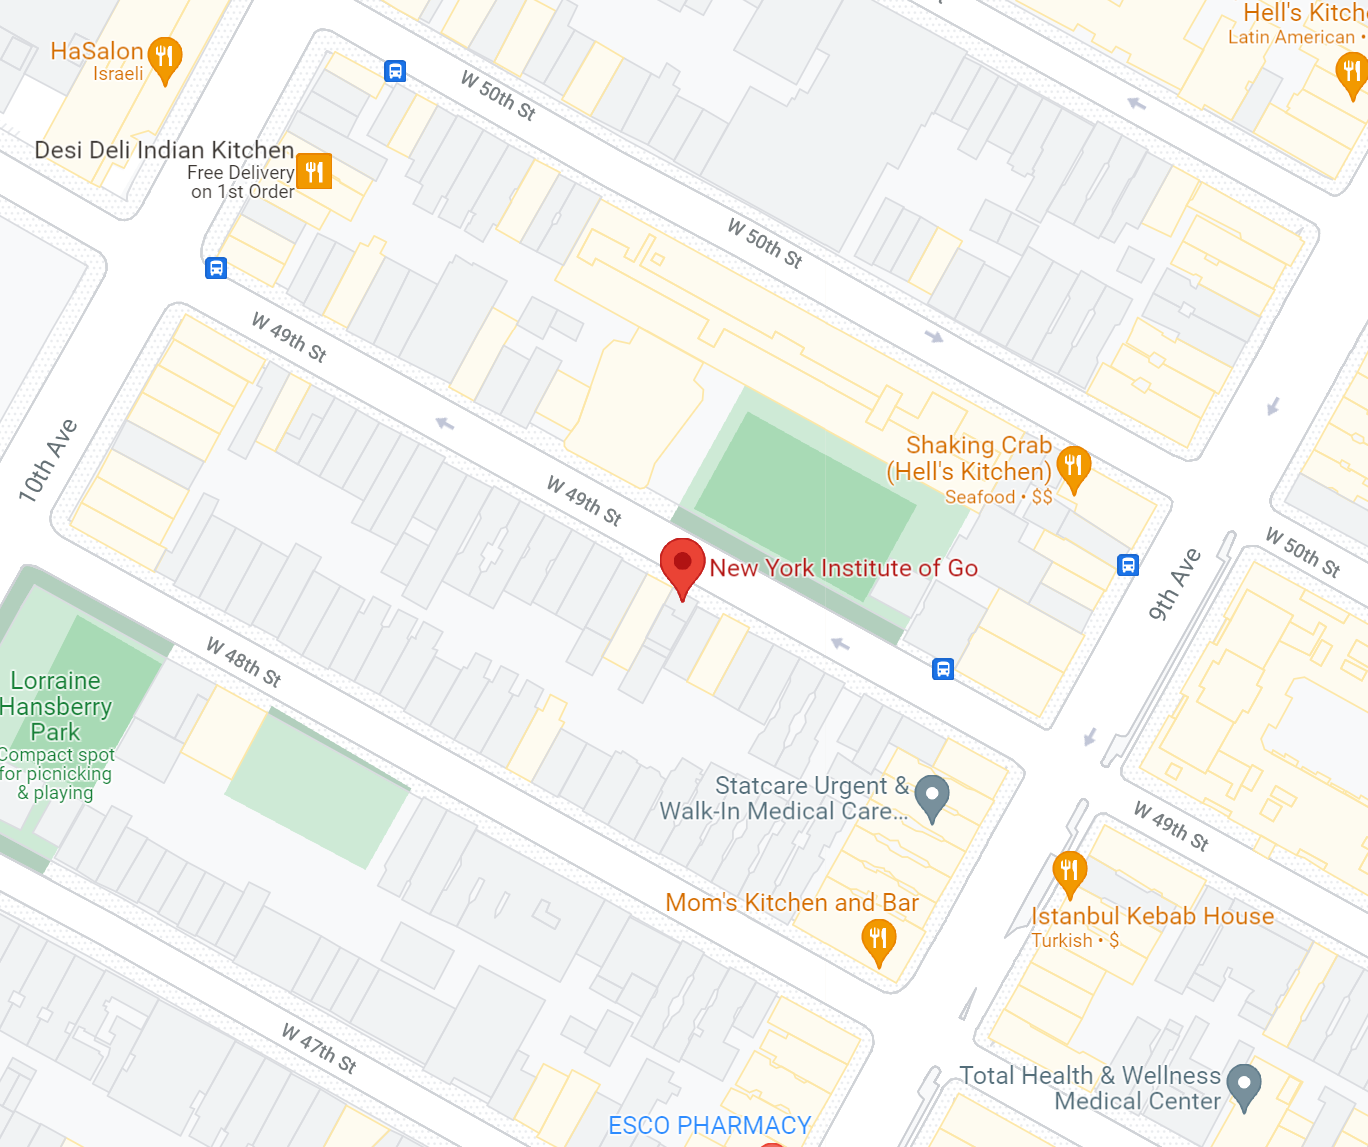 Hell's Kitche
Latin American •
HaSalon
Israeli
W 50th St
Desi Deli Indian Kitchen
Free Delivery
on 1st Order
W 50th St
W 49th St
Shaking Crab
(Hell's Kitchen)
Seafood • $$
10th Ave
W 49th St
W 50th St
New York Institute of Go
9th Ave
W 48th St
Lorraine
Hansberry
Park
Compact spot
for picnicking
& playing
Statcare Urgent &
Walk-In Medical Care...
W 49th St
Mom's Kitchen and Bar
Istanbul Kebab House
Turkish • $
W 47th St
Total Health & Wellness
Medical Center
ESCO PHARMACY